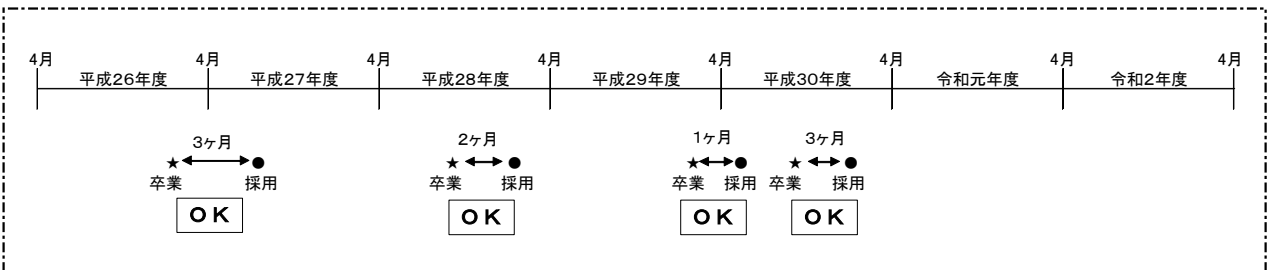 4月 4月 4月 4月 4月 4月 4月 4月
平成26年度 平成27年度 平成28年度 平成29年度 平成30年度 令和元年度 令和2年度
3ヶ月 2ヶ月 1ヶ月 3ヶ月
★ ● ★ ● ★ ● ★ ●
卒業 採用 卒業 採用 卒業 採用 卒業 採用
OK OK OK OK